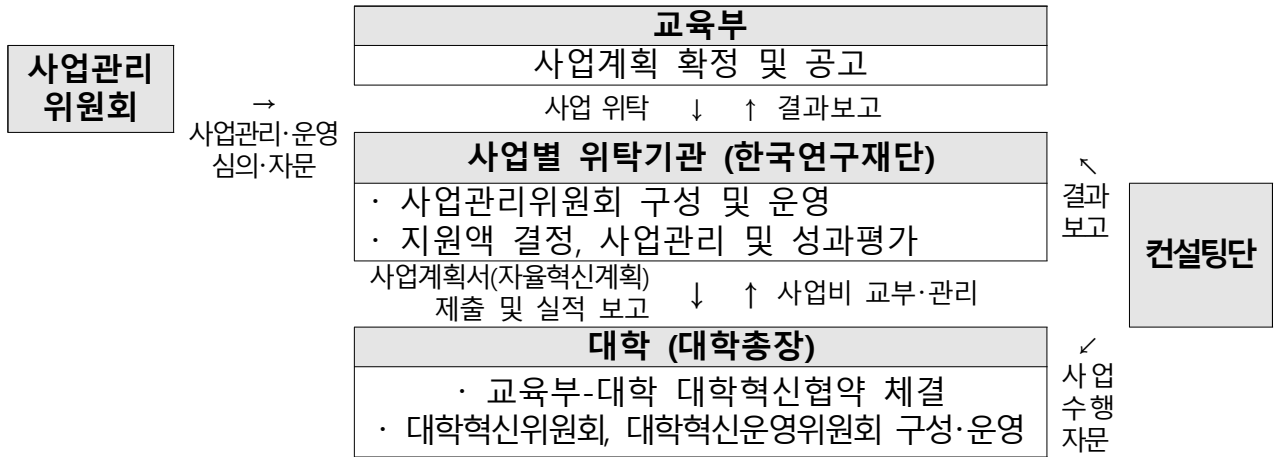 교육부
사업계획 확정 및 공고
사업관리
위원회
→
사업관리·운영
심의·자문
사업 위탁 ↓ ↑ 결과보고
사업별 위탁기관 (한국연구재단)
· 사업관리위원회 구성 및 운영
· 지원액 결정, 사업관리 및 성과평가
↖
결과
보고
컨설팅단
사업계획서(자율혁신계획)
제출 및 실적 보고 ↓ ↑ 사업비 교부·관리
대학 (대학총장)
· 교육부-대학 대학혁신협약 체결
· 대학혁신위원회, 대학혁신운영위원회 구성·운영
↙
사업
수행
자문